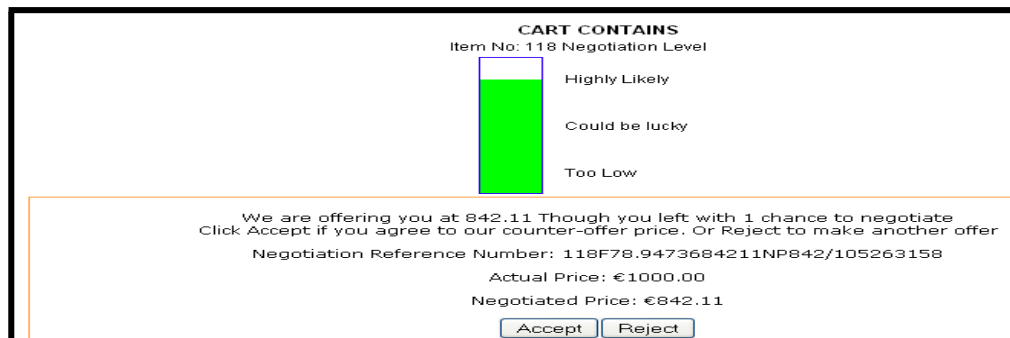 CART CONTAINS
Item No: 118 Negotiation Level
Highly Likely
Could be lucky
Too Low
We are offering you at 842.11 Though you left with 1 chance to negotiate
Click Accept if you agree to our counter-offer price. Or Reject to make another offer
Negotiation Reference Number: 118F78.9473684211NP842/105263158
Actual Price: €1000.00
Negotiated Price: €842.11
Accept Reject